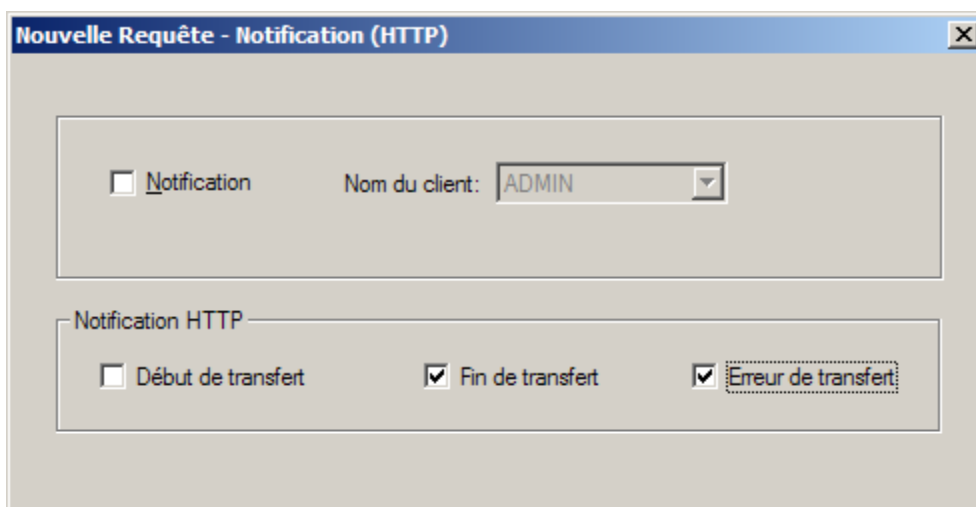 Nouvelle Requête - Notification (HTTP)
Notification Nom du client: ADMIN
Notification HTTP
Début de transfert Fin de transfert Erreur de transfert